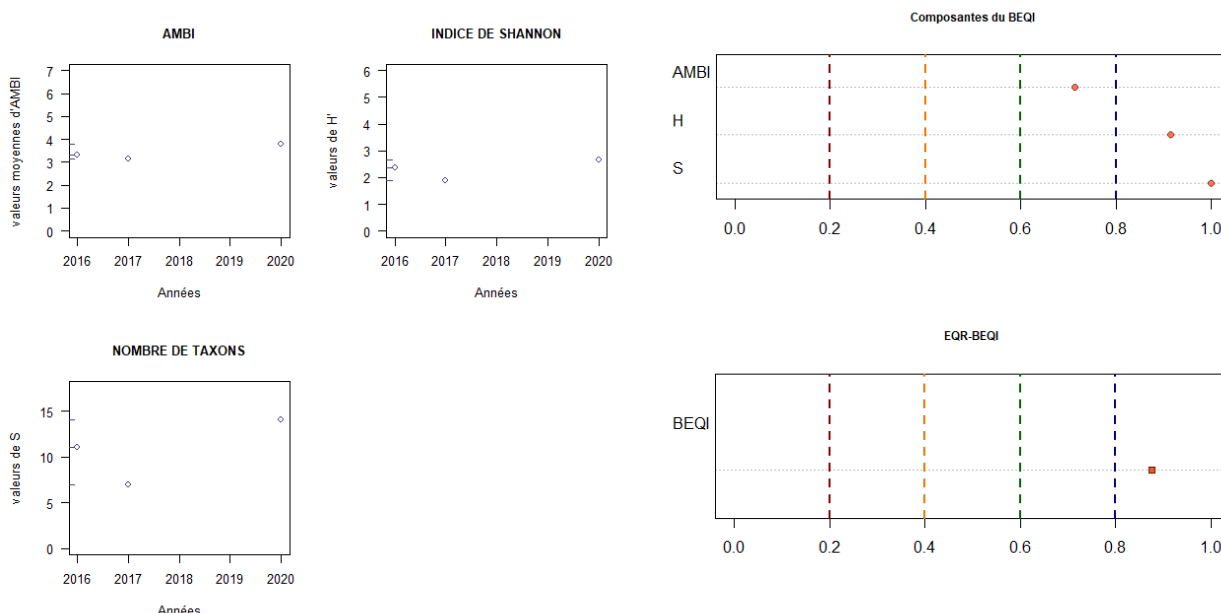 AMBI
valeurs moyennes d'AMBI
7
6
5
4
3
2
1
0
2016 2017 2018 2019 2020
Années
INDICE DE SHANNON
valeurs de H'
6
5
4
3
2
1
0
2016 2017 2018 2019 2020
Années
Composantes du BEQI
AMBI
H
S
0.0 0.2 0.4 0.6 0.8 1.0
NOMBRE DE TAXONS
valeurs de S
15
10
5
0
2016 2017 2018 2019 2020
Années
EQR-BEQI
BEQI
0.0 0.2 0.4 0.6 0.8 1.0